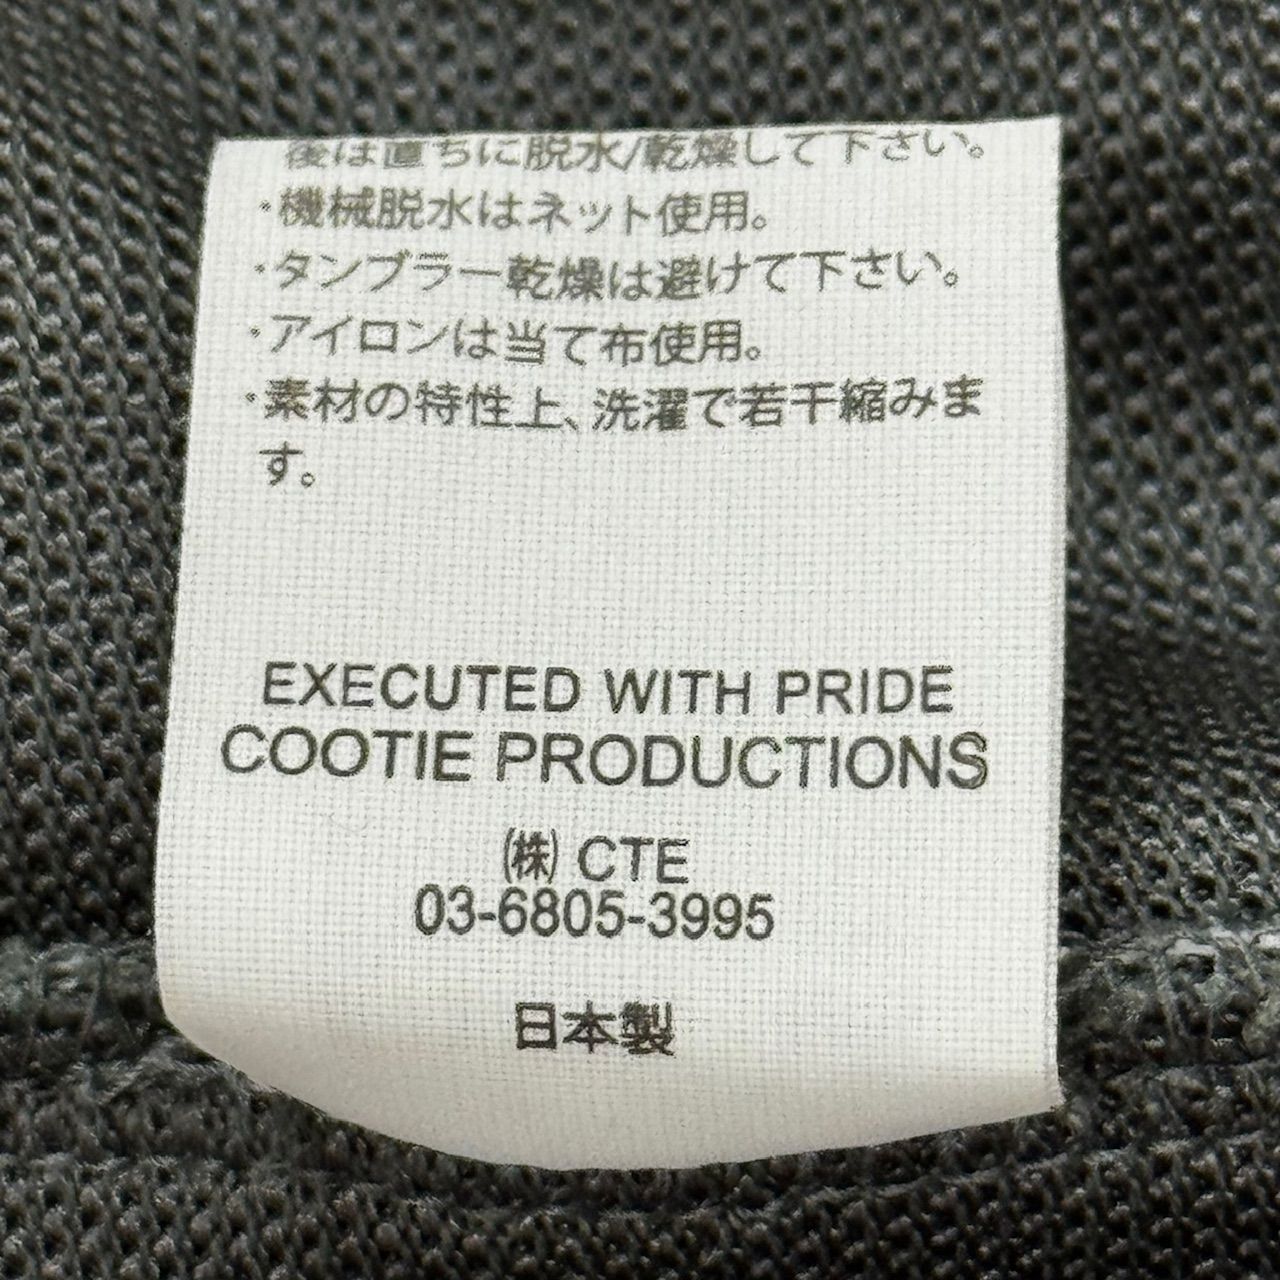 後は直ちに脱水/乾燥して下さい。
・機械脱水はネット使用。
・タンブラー乾燥は避けて下さい。
・アイロンは当て布使用。
・素材の特性上、洗濯で若干縮みま
す。
EXECUTED WITH PRIDE
COOTIE PRODUCTIONS
㈱ CTE
03-6805-3995
日本製